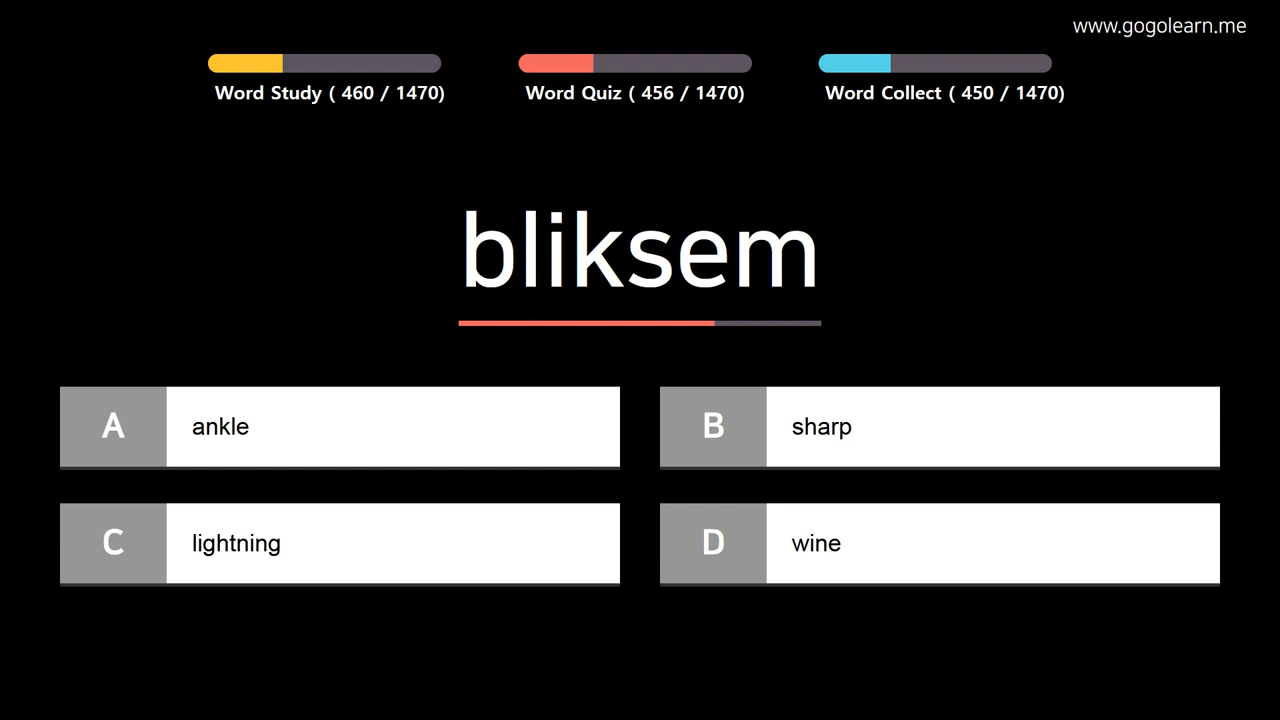 www.gogolearn.me
Word Study ( 460 / 1470)
Word Quiz ( 456 / 1470)
Word Collect ( 450 / 1470)
bliksem
A ankle
B sharp
C lightning
D wine